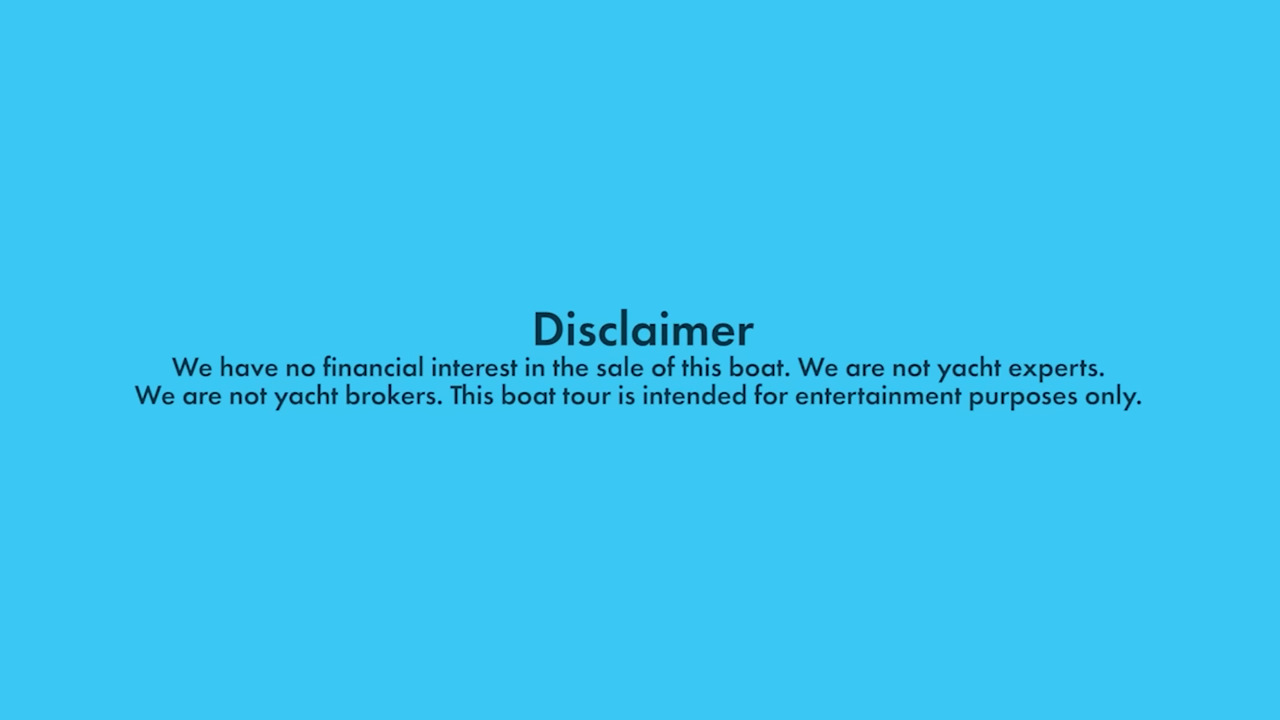 Disclaimer
We have no financial interest in the sale of this boat. We are not yacht experts.
We are not yacht brokers. This boat tour is intended for entertainment purposes only.